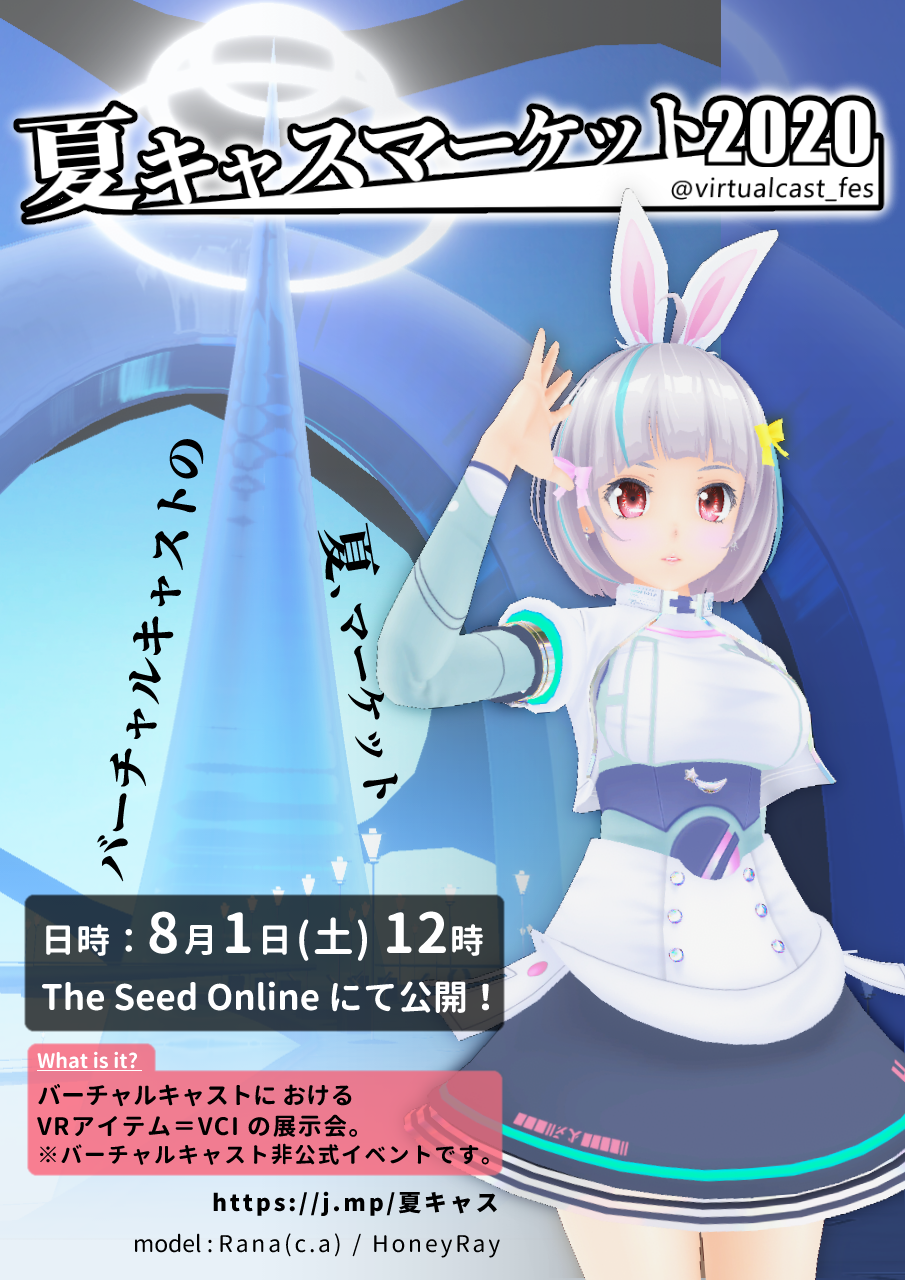 夏キャスマーケット2020
@virtualcast_fes
バーチャルキャストの
夏、マーケット
日時：8月1日(土) 12時
The Seed Online にて公開！
What is it?
バーチャルキャストに おける
VRアイテム＝VCI の展示会。
※バーチャルキャスト非公式イベントです。
https://j.mp/夏キャス
model : Rana(c.a) / HoneyRay